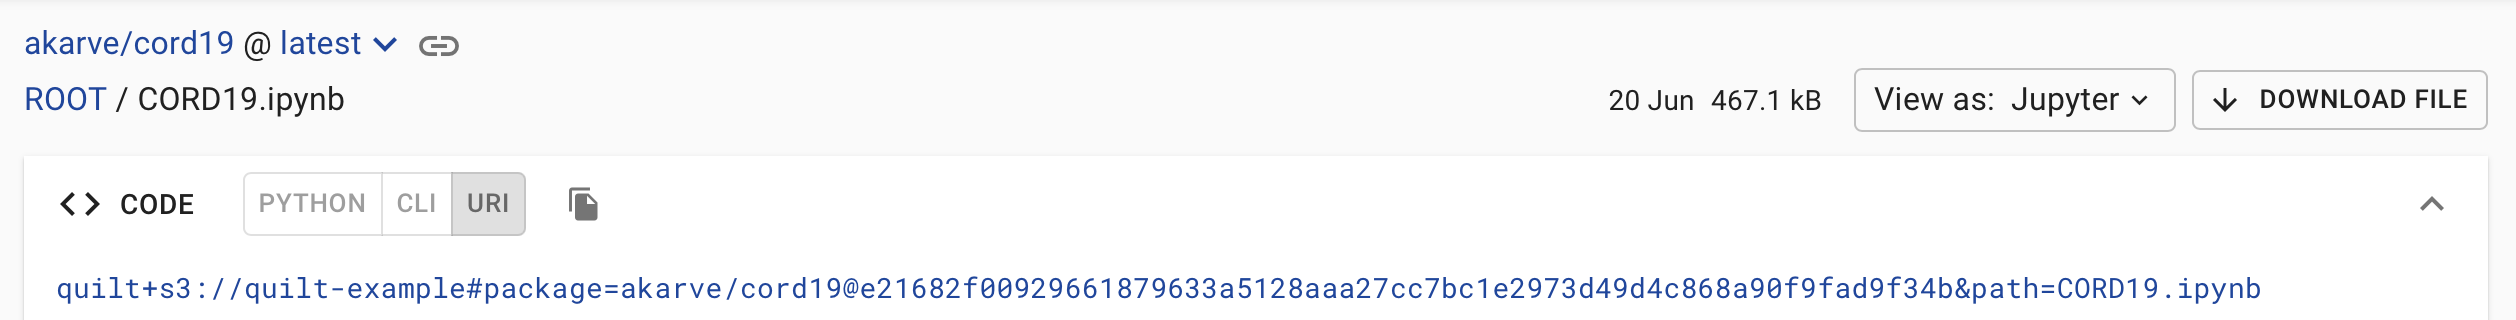 akarve/cord19 @ latest
ROOT / CORD19.ipynb
20 Jun 467.1 kB View as: Jupyter DOWNLOAD FILE
<> CODE PYTHON CLI URI
quilt+s3://quilt-example#package=akarve/cord19@e21682f00929661879633a5128aaa27cc7bc1e2973d49d4c868a90f9fad9f34b&path=CORD19.ipynb